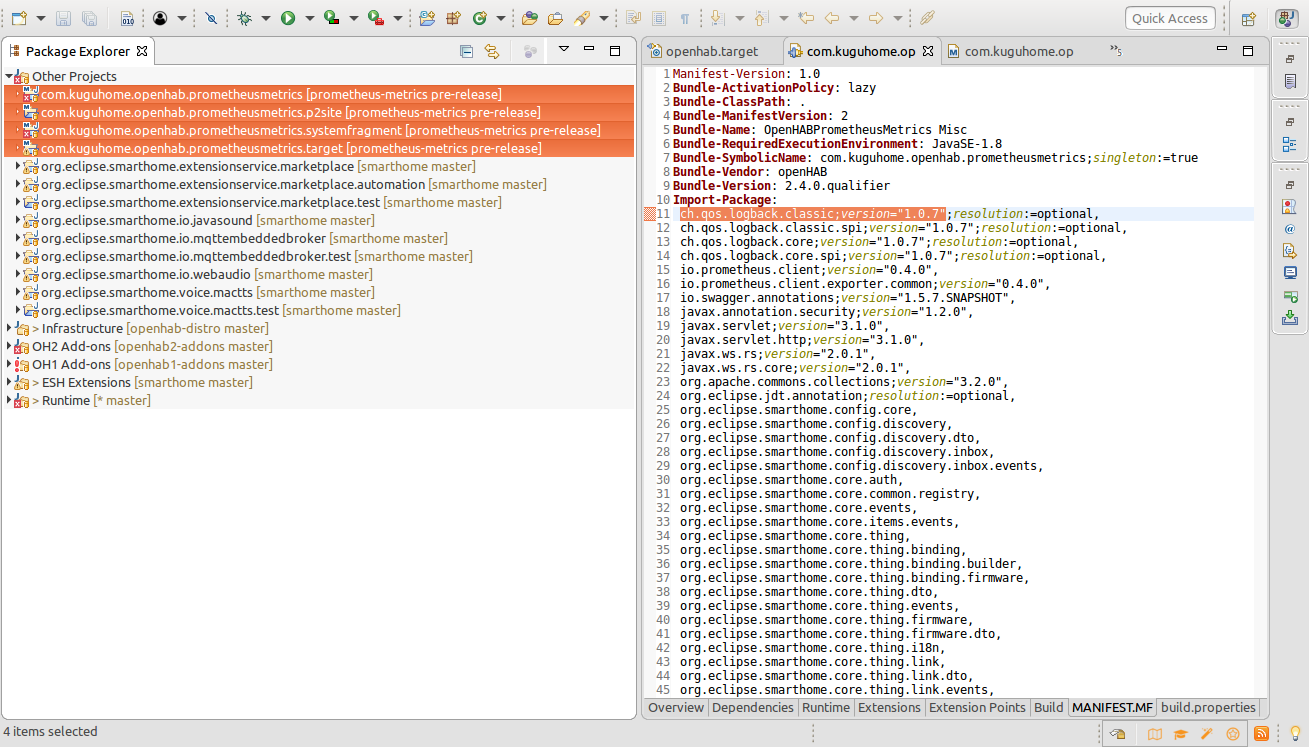 010
Quick Access
Package Explorer
Other Projects
com.kuguhome.openhab.prometheusmetrics [prometheus-metrics pre-release]
com.kuguhome.openhab.prometheusmetrics.p2site [prometheus-metrics pre-release]
com.kuguhome.openhab.prometheusmetrics.systemfragment [prometheus-metrics pre-release]
com.kuguhome.openhab.prometheusmetrics.target [prometheus-metrics pre-release]
org.eclipse.smarthome.extensionservice.marketplace [smarthome master]
org.eclipse.smarthome.extensionservice.marketplace.automation [smarthome master]
org.eclipse.smarthome.extensionservice.marketplace.test [smarthome master]
org.eclipse.smarthome.io.javasound [smarthome master]
org.eclipse.smarthome.io.mqttembeddedbroker [smarthome master]
org.eclipse.smarthome.io.mqttembeddedbroker.test [smarthome master]
org.eclipse.smarthome.io.webaudio [smarthome master]
org.eclipse.smarthome.voice.mactts [smarthome master]
org.eclipse.smarthome.voice.mactts.test [smarthome master]
> Infrastructure [openhab-distro master]
OH2 Add-ons [openhab2-addons master]
OH1 Add-ons [openhab1-addons master]
> ESH Extensions [smarthome master]
> Runtime [* master]
openhab.target com.kuguhome.op com.kuguhome.op »5
1 Manifest-Version: 1.0
2 Bundle-ActivationPolicy: lazy
3 Bundle-ClassPath: .
4 Bundle-ManifestVersion: 2
5 Bundle-Name: OpenHABPrometheusMetrics Misc
6 Bundle-RequiredExecutionEnvironment: JavaSE-1.8
7 Bundle-SymbolicName: com.kuguhome.openhab.prometheusmetrics;singleton:=true
8 Bundle-Vendor: openHAB
9 Bundle-Version: 2.4.0.qualifier
10 Import-Package:
11 ch.qos.logback.classic;version="1.0.7";resolution:=optional,
12 ch.qos.logback.classic.spi;version="1.0.7";resolution:=optional,
13 ch.qos.logback.core;version="1.0.7";resolution:=optional,
14 ch.qos.logback.core.spi;version="1.0.7";resolution:=optional,
15 io.prometheus.client;version="0.4.0",
16 io.prometheus.client.exporter.common;version="0.4.0",
17 io.swagger.annotations;version="1.5.7.SNAPSHOT",
18 javax.annotation.security;version="1.2.0",
19 javax.servlet;version="3.1.0",
20 javax.servlet.http;version="3.1.0",
21 javax.ws.rs;version="2.0.1",
22 javax.ws.rs.core;version="2.0.1",
23 org.apache.commons.collections;version="3.2.0",
24 org.eclipse.jdt.annotation;resolution:=optional,
25 org.eclipse.smarthome.config.core,
26 org.eclipse.smarthome.config.discovery,
27 org.eclipse.smarthome.config.discovery.dto,
28 org.eclipse.smarthome.config.discovery.inbox,
29 org.eclipse.smarthome.config.discovery.inbox.events,
30 org.eclipse.smarthome.core.auth,
31 org.eclipse.smarthome.core.common.registry,
32 org.eclipse.smarthome.core.events,
33 org.eclipse.smarthome.core.items.events,
34 org.eclipse.smarthome.core.thing,
35 org.eclipse.smarthome.core.thing.binding,
36 org.eclipse.smarthome.core.thing.binding.builder,
37 org.eclipse.smarthome.core.thing.binding.firmware,
38 org.eclipse.smarthome.core.thing.dto,
39 org.eclipse.smarthome.core.thing.events,
40 org.eclipse.smarthome.core.thing.firmware,
41 org.eclipse.smarthome.core.thing.firmware.dto,
42 org.eclipse.smarthome.core.thing.i18n,
43 org.eclipse.smarthome.core.thing.link,
44 org.eclipse.smarthome.core.thing.link.dto,
45 org.eclipse.smarthome.core.thing.link.events,
Overview Dependencies Runtime Extensions Extension Points Build MANIFEST.MF build.properties
4 items selected